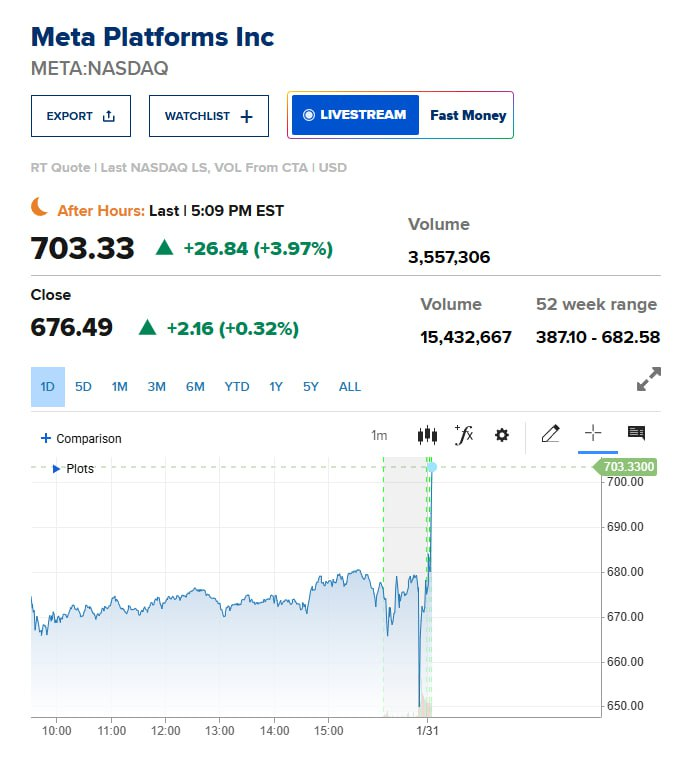 Meta Platforms Inc
META:NASDAQ
EXPORT
WATCHLIST +
LIVESTREAM Fast Money
RT Quote | Last NASDAQ LS, VOL From CTA | USD
After Hours: Last | 5:09 PM EST
703.33 +26.84 (+3.97%)
Volume
3,557,306
Close
676.49 +2.16 (+0.32%)
Volume
15,432,667
52 week range
387.10 - 682.58
1D 5D 1M 3M 6M YTD 1Y 5Y ALL
+ Comparison
1m
+fx
Plots
703.3300
700.00
690.00
680.00
670.00
660.00
650.00
10:00 11:00 12:00 13:00 14:00 15:00 1/31